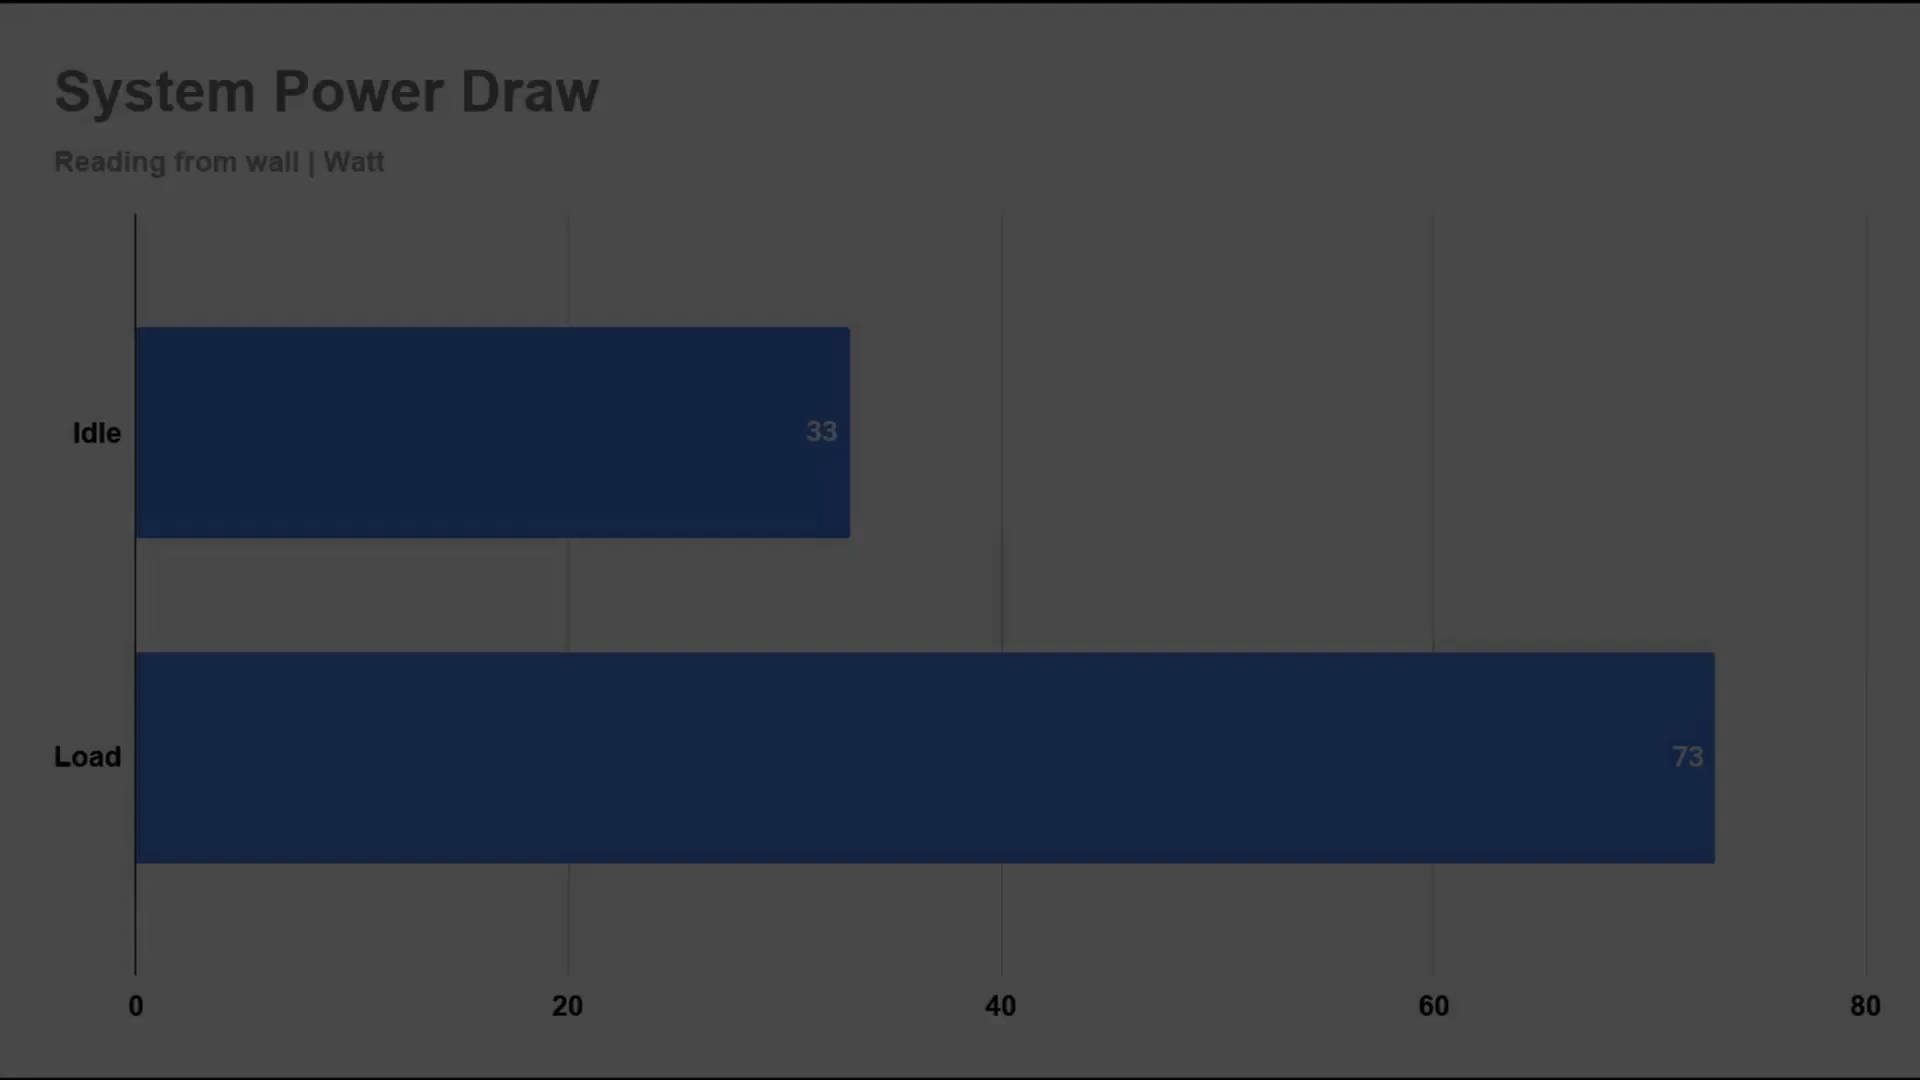 System Power Draw
Reading from wall | Watt
Idle
33
Load
73
0 20 40 60 80